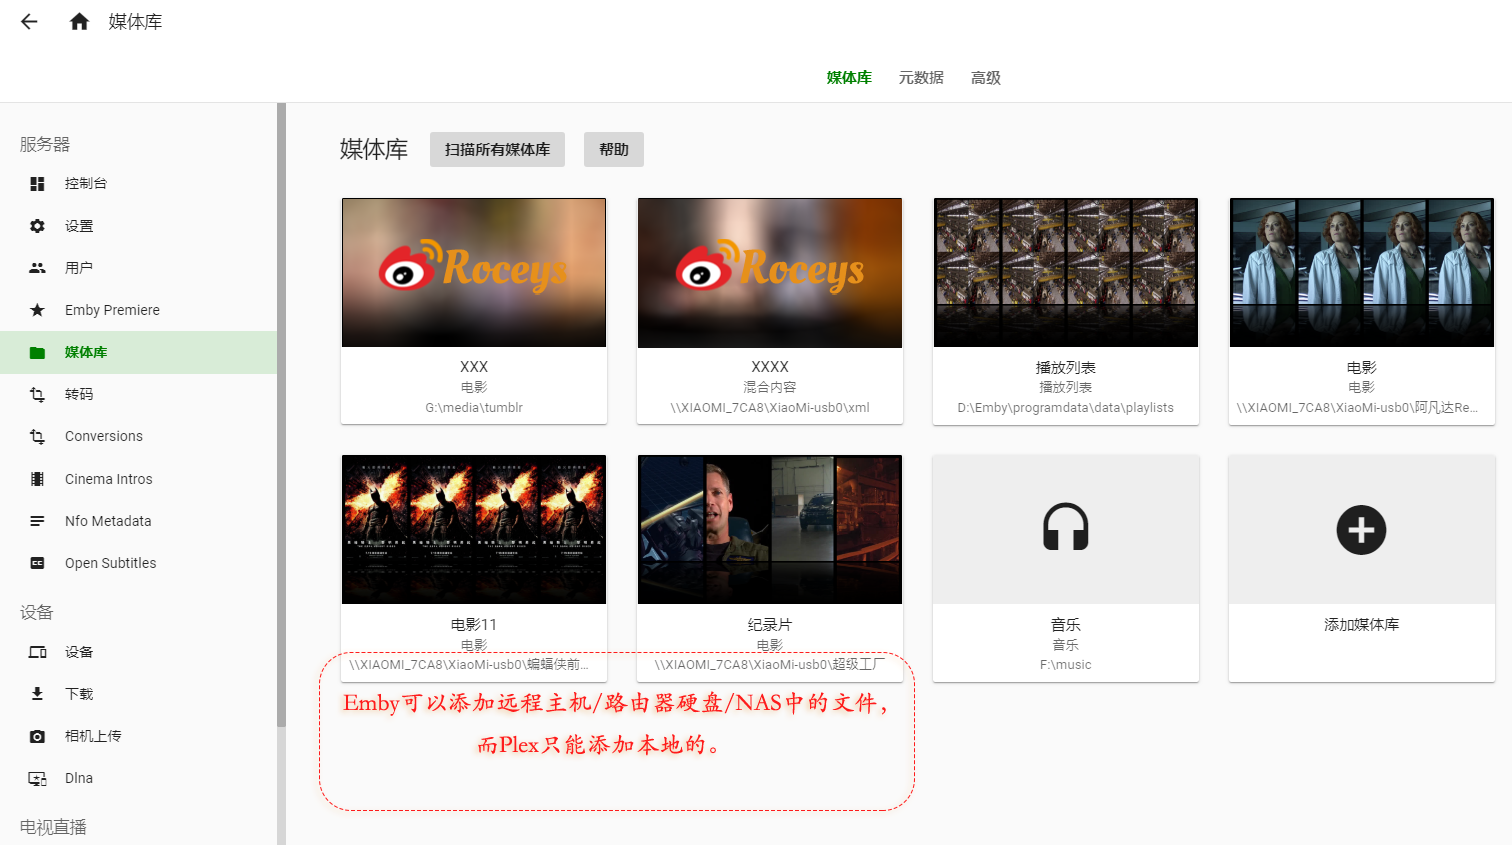 媒体库
媒体库 元数据 高级
服务器
控制台
设置
用户
Emby Premiere
媒体库
转码
Conversions
Cinema Intros
Nfo Metadata
Open Subtitles
设备
设备
下载
相机上传
Dlna
电视直播
媒体库 扫描所有媒体库 帮助
Roceys
XXX
电影
G:\media\tumblr
Roceys
XXXX
混合内容
\\XIAOMI_7CA8\XiaoMi-usb0\xml
播放列表
播放列表
D:\Emby\programdata\data\playlists
电影
电影
\\XIAOMI_7CA8\XiaoMi-usb0\阿凡达Re...
电影11
电影
\\XIAOMI_7CA8\XiaoMi-usb0\蝙蝠侠前...
纪录片
电影
\\XIAOMI_7CA8\XiaoMi-usb0\超级工厂
音乐
音乐
F:\music
添加媒体库
Emby可以添加远程主机/路由器硬盘/NAS中的文件，
而Plex只能添加本地的。